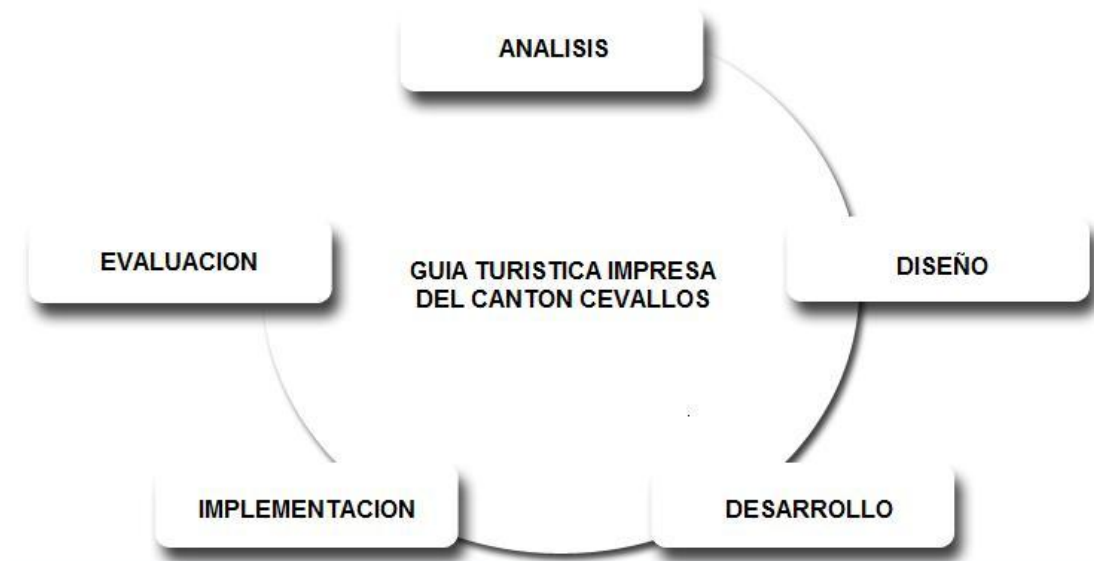 ANALISIS
EVALUACION
GUIA TURISTICA IMPRESA
DEL CANTON CEVALLOS
DISEÑO
IMPLEMENTACION
DESARROLLO